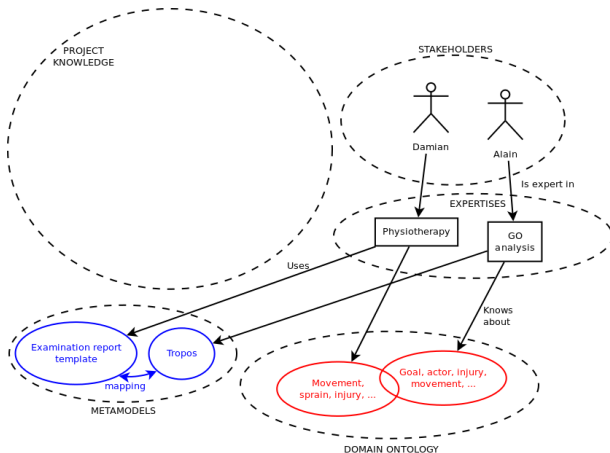 PROJECT
KNOWLEDGE
STAKEHOLDERS
Damian
Alain
Is expert in
EXPERTISES
Physiotherapy
GO
analysis
Uses
Knows
about
Examination report
template
Tropos
mapping
METAMODELS
Movement,
sprain, injury, ...
Goal, actor, injury,
movement, ...
DOMAIN ONTOLOGY